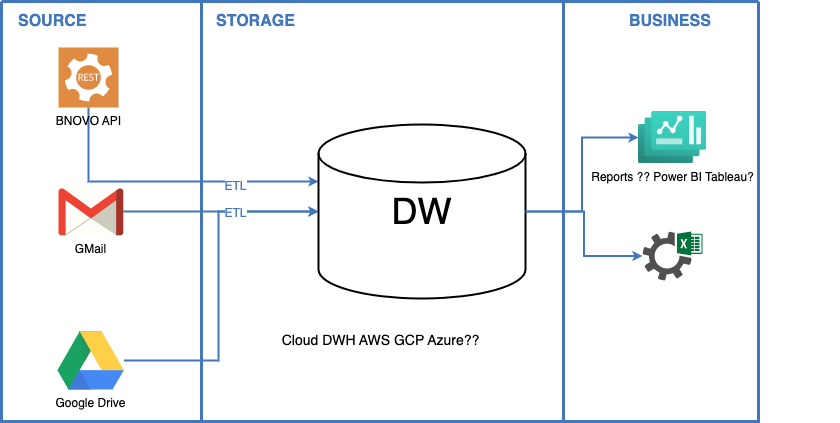 SOURCE
STORAGE
BUSINESS
REST
BNOVO API
ETL
GMail
ETL
DW
Reports ?? Power BI Tableau?
X
Cloud DWH AWS GCP Azure??
Google Drive